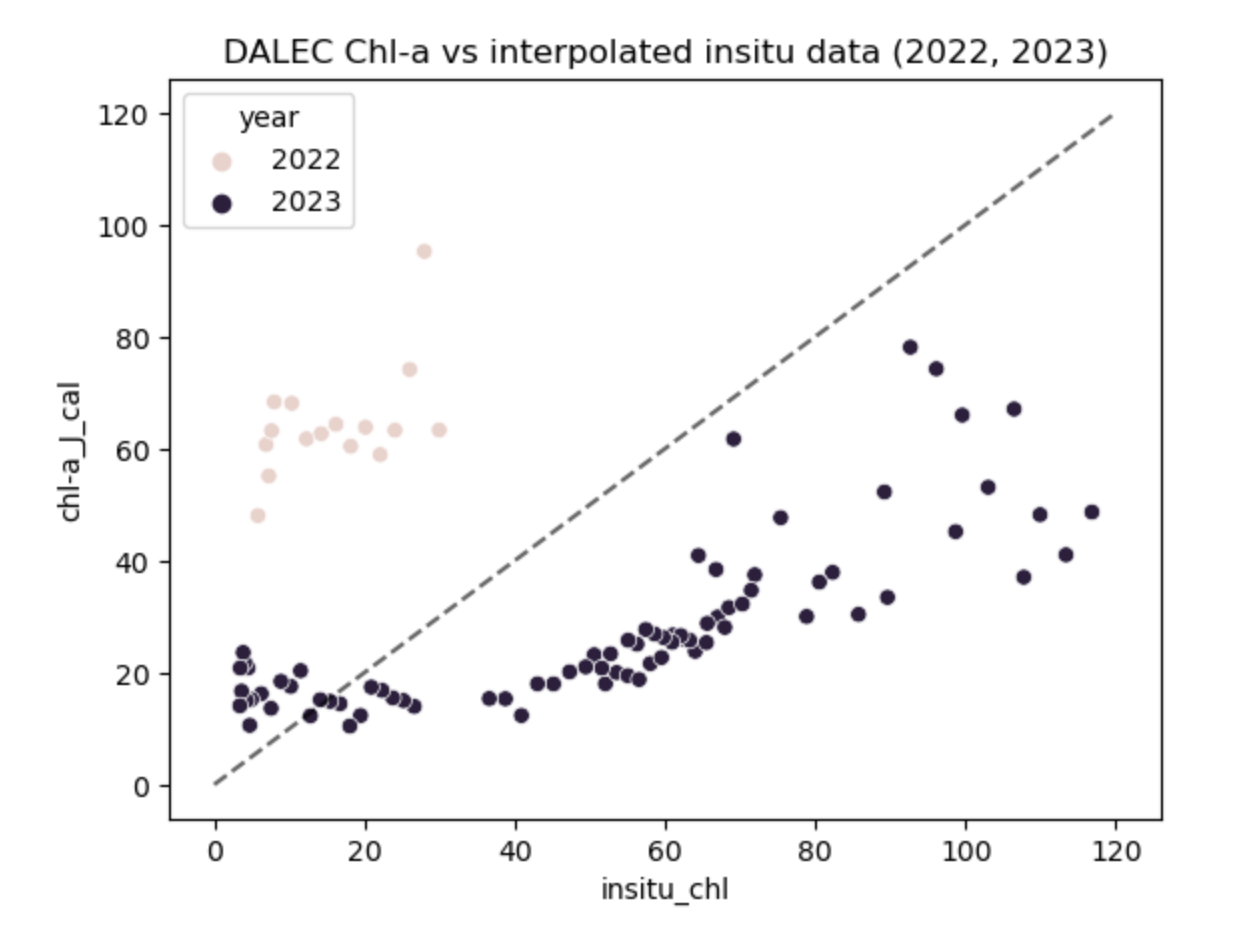 DALEC Chl-a vs interpolated insitu data (2022, 2023)
year
2022
2023
120
100
80
60
40
20
0
chl-a_J_cal
0 20 40 60 80 100 120
insitu_chl